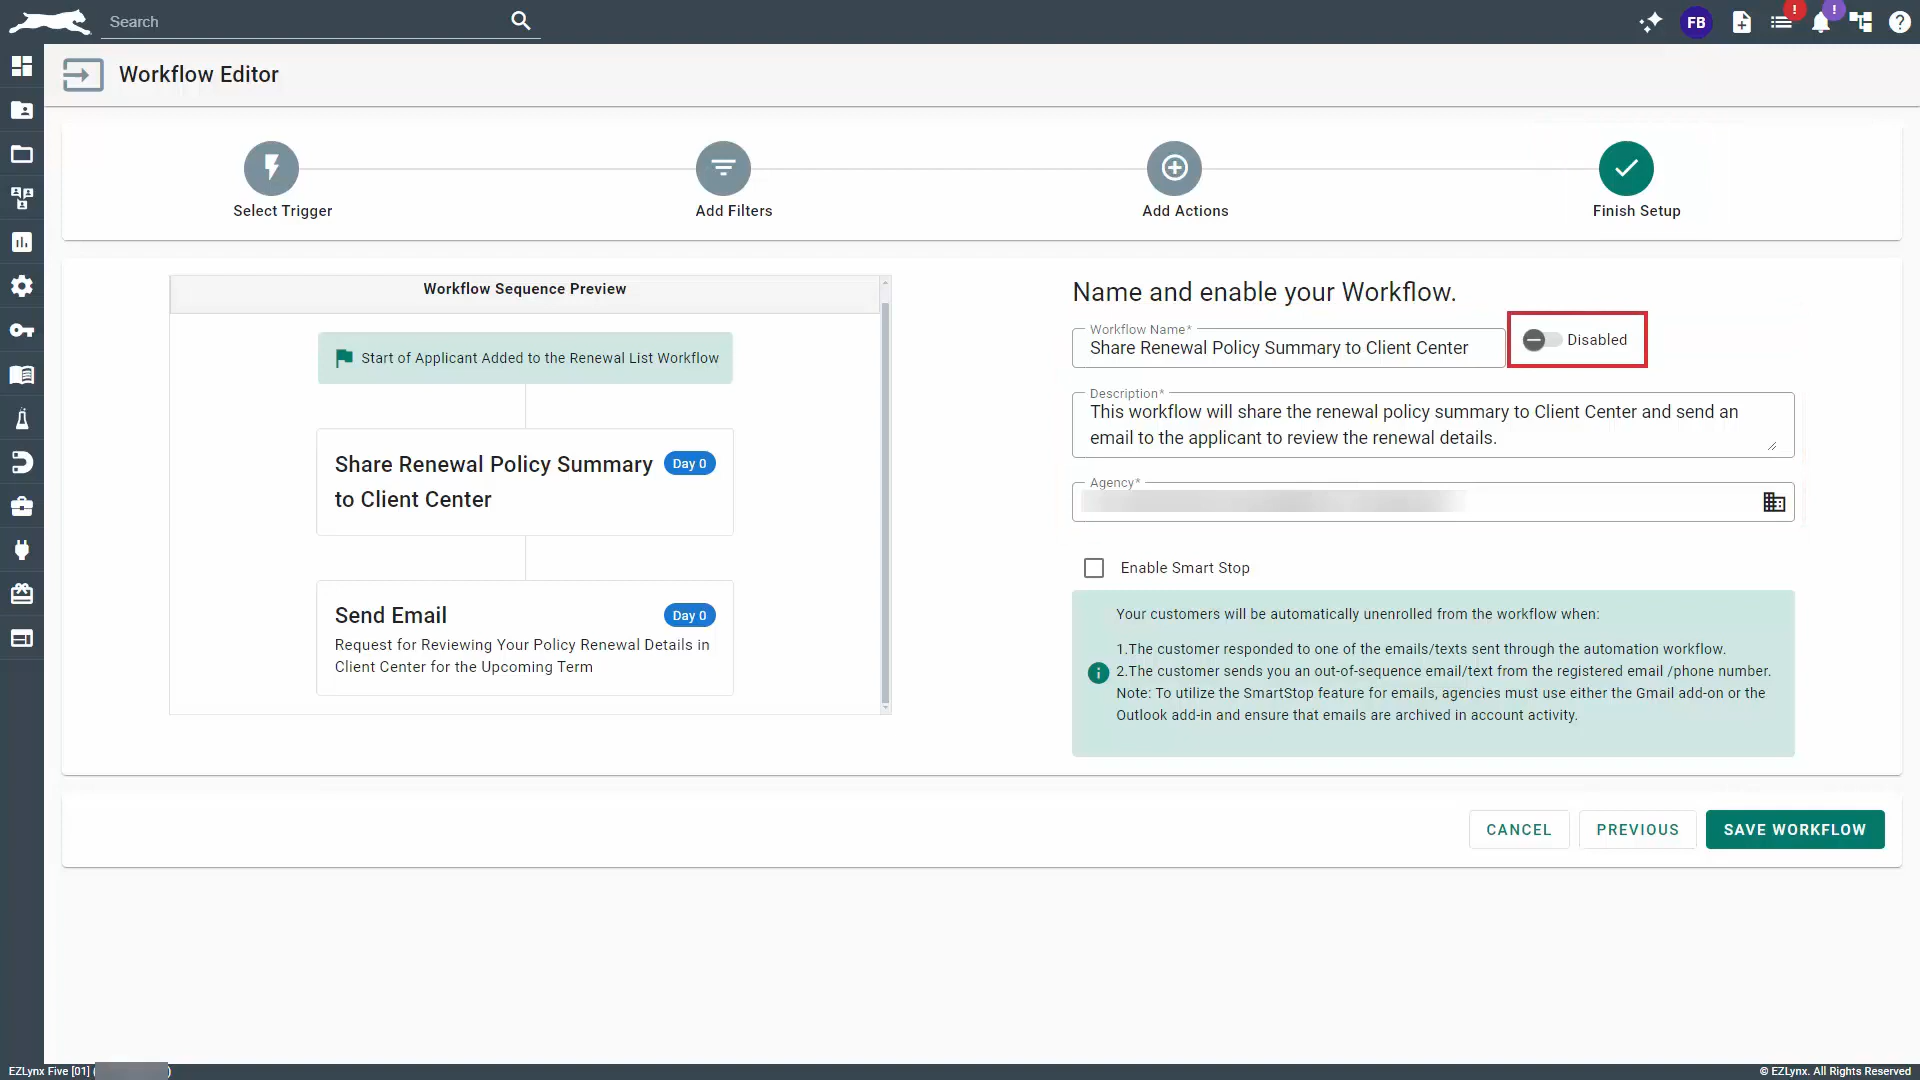 Search
FB
!
!
Workflow Editor
Select Trigger
Add Filters
Add Actions
Finish Setup
Workflow Sequence Preview
Start of Applicant Added to the Renewal List Workflow
Share Renewal Policy Summary
to Client Center
Day 0
Send Email
Day 0
Request for Reviewing Your Policy Renewal Details in
Client Center for the Upcoming Term
Name and enable your Workflow.
Workflow Name*
Share Renewal Policy Summary to Client Center
Disabled
Description*
This workflow will share the renewal policy summary to Client Center and send an
email to the applicant to review the renewal details.
Agency*
Enable Smart Stop
Your customers will be automatically unenrolled from the workflow when:
1.The customer responded to one of the emails/texts sent through the automation workflow.
2.The customer sends you an out-of-sequence email/text from the registered email /phone number.
Note: To utilize the SmartStop feature for emails, agencies must use either the Gmail add-on or the
Outlook add-in and ensure that emails are archived in account activity.
CANCEL
PREVIOUS
SAVE WORKFLOW
EZLynx Five [01] ( )
© EZLynx. All Rights Reserved